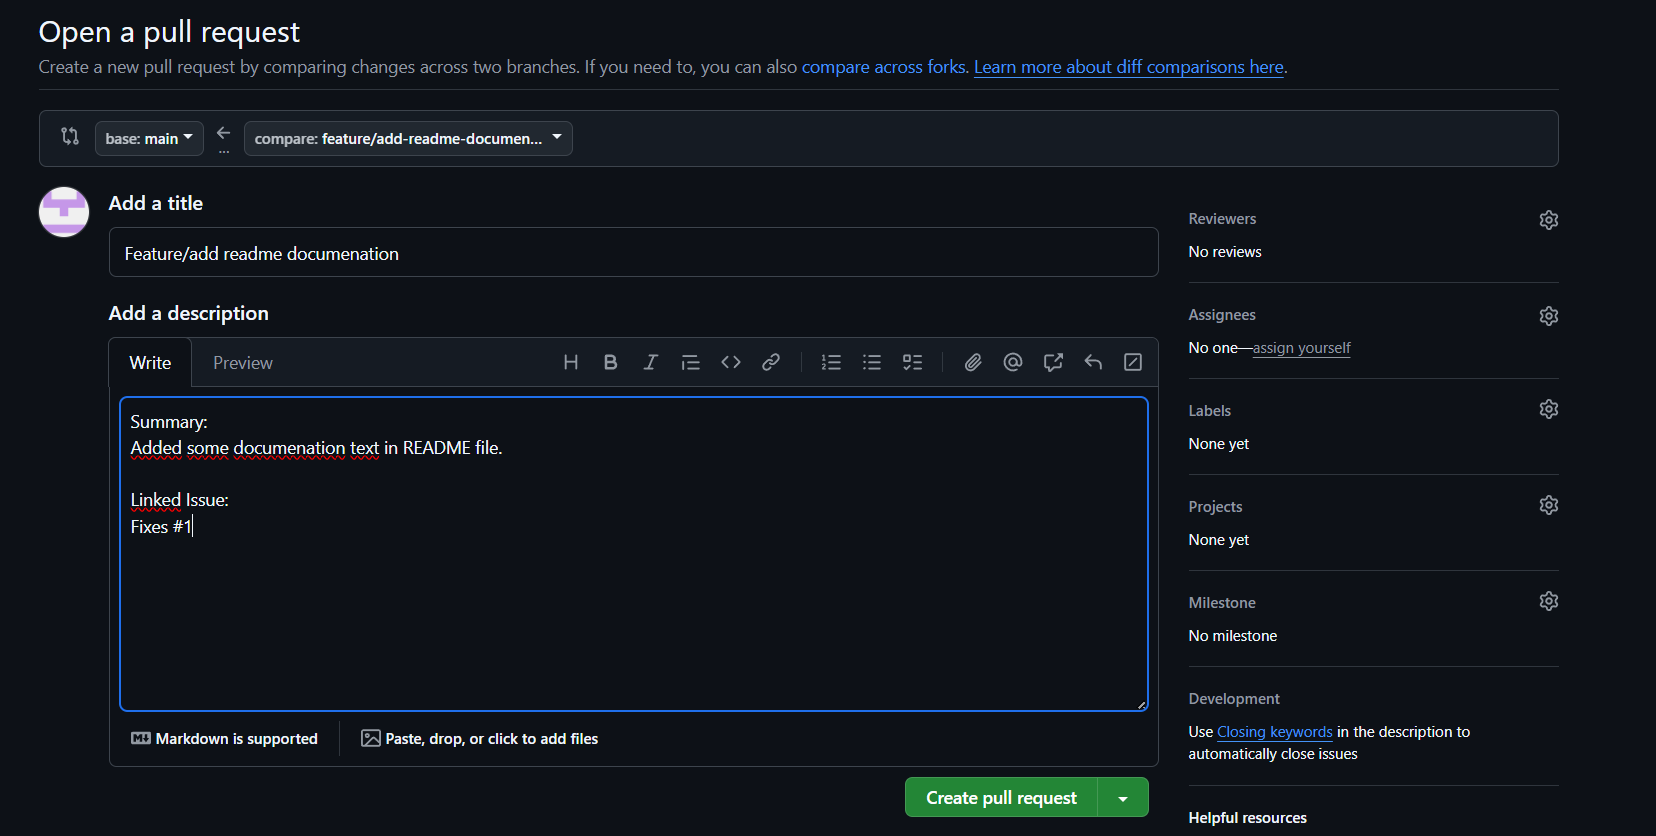 Open a pull request
Create a new pull request by comparing changes across two branches. If you need to, you can also compare across forks. Learn more about diff comparisons here.
base: main
...
compare: feature/add-readme-documen...
Add a title
Feature/add readme documenation
Add a description
Write
Preview
Summary:
Added some documenation text in README file.
Linked Issue:
Fixes #1
Markdown is supported
Paste, drop, or click to add files
Create pull request
Reviewers
No reviews
Assignees
No one—assign yourself
Labels
None yet
Projects
None yet
Milestone
No milestone
Development
Use Closing keywords in the description to
automatically close issues
Helpful resources